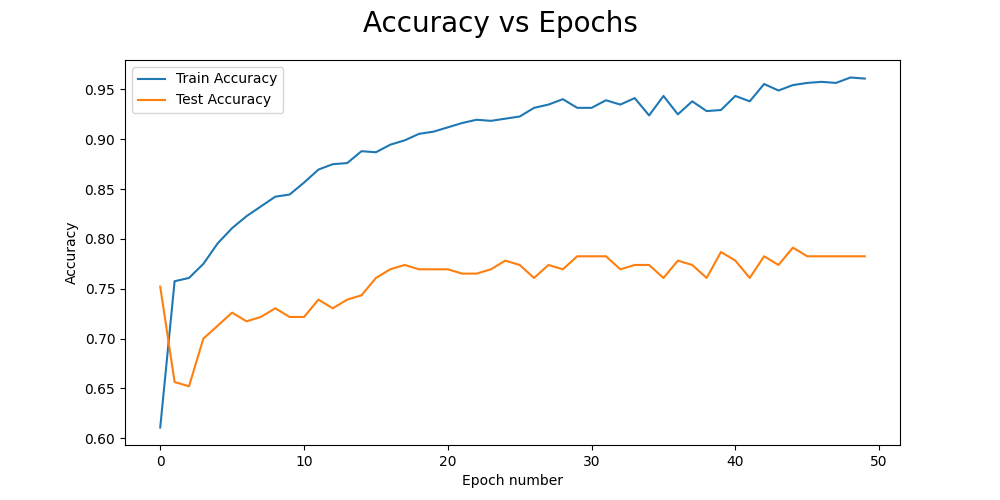 Accuracy vs Epochs
Train Accuracy
Test Accuracy
0.95
0.90
0.85
0.80
0.75
0.70
0.65
0.60
Accuracy
0 10 20 30 40 50
Epoch number